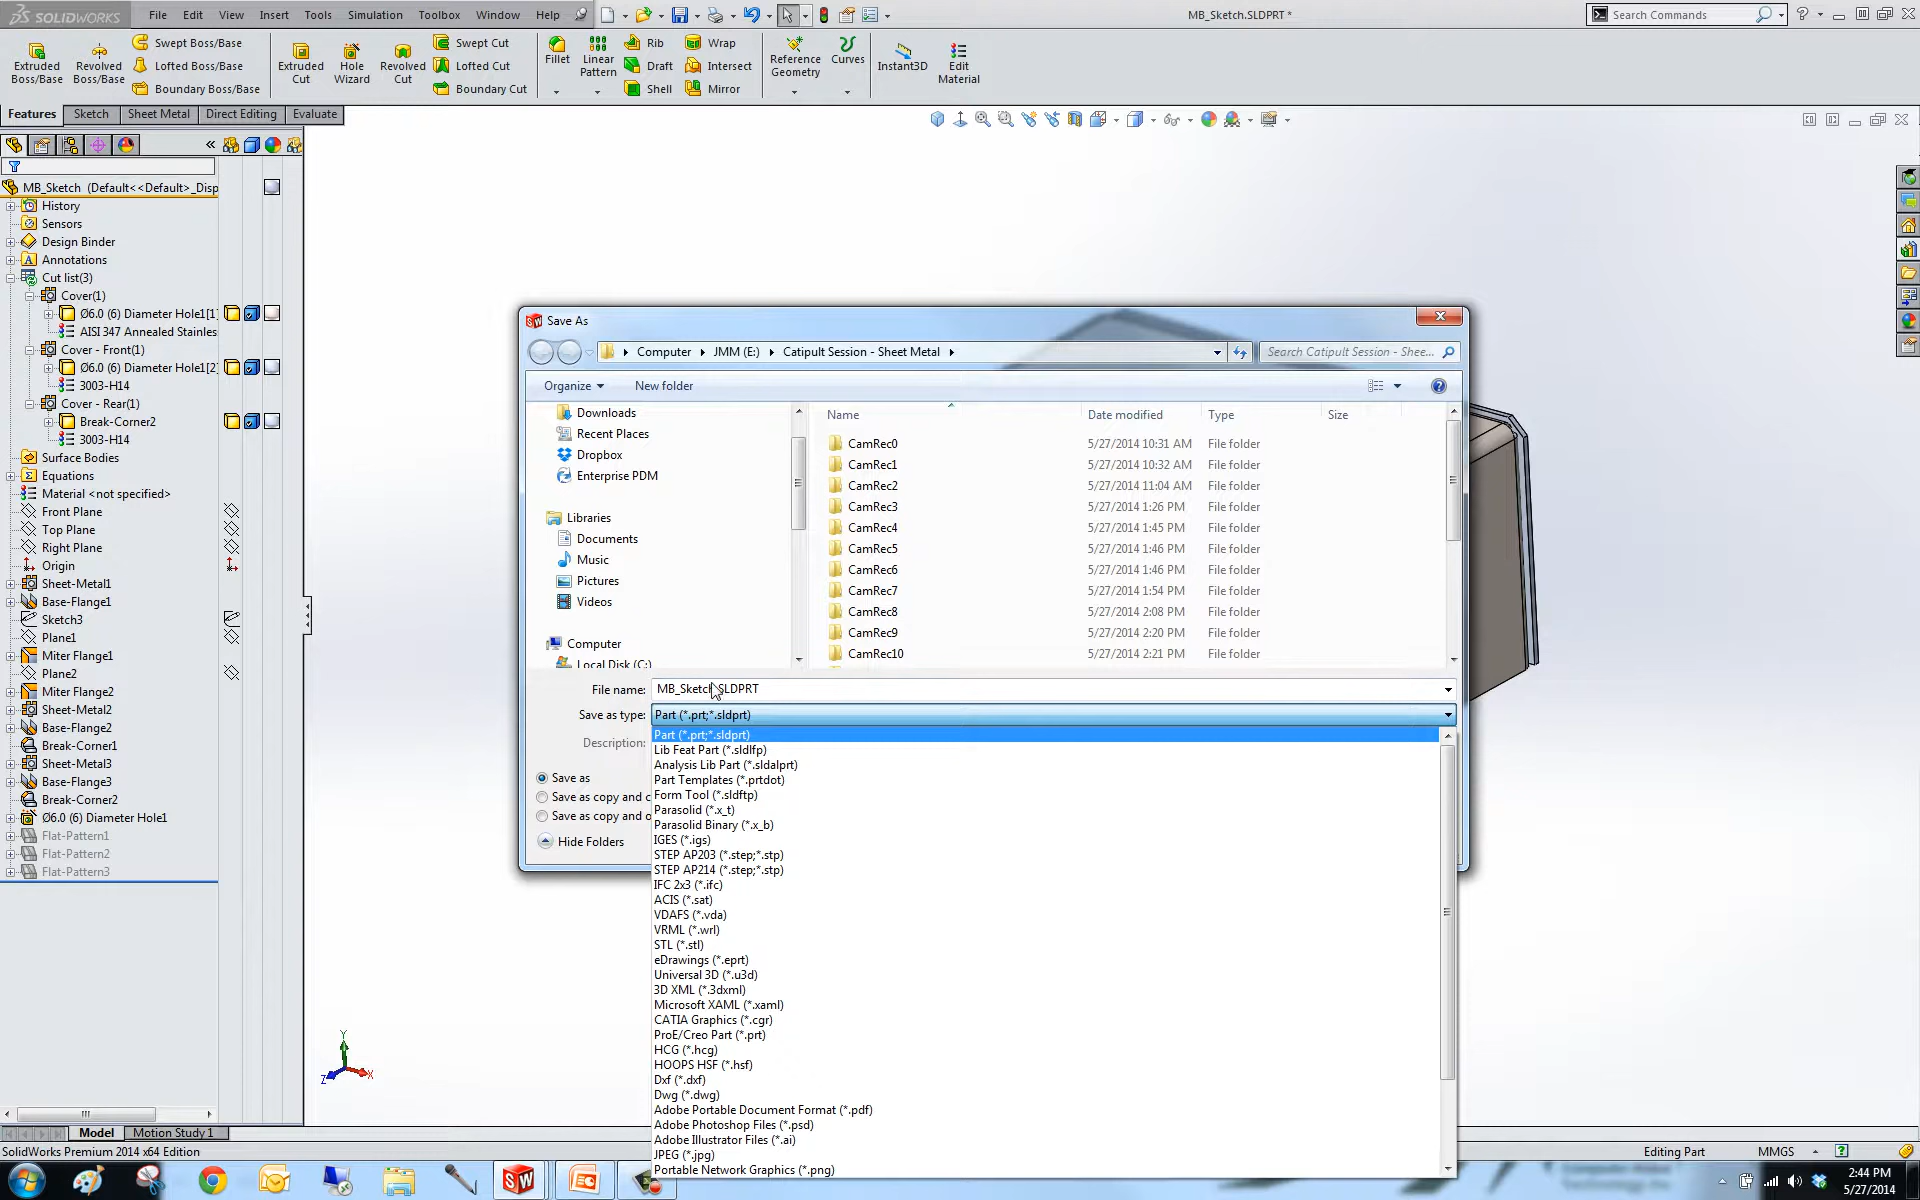 SOLIDWORKS File Edit View Insert Tools Simulation Toolbox Window Help MB_Sketch.SLDPRT * Search Commands
Extruded Boss/Base
Revolved Boss/Base
Swept Boss/Base
Lofted Boss/Base
Boundary Boss/Base
Extruded Cut
Hole Wizard
Revolved Cut
Swept Cut
Lofted Cut
Boundary Cut
Fillet
Linear Pattern
Rib
Draft
Shell
Wrap
Intersect
Mirror
Reference Geometry
Curves
Instant3D
Edit Material
Features Sketch Sheet Metal Direct Editing Evaluate
MB_Sketch (Default<<Default>_Disp
History
Sensors
Design Binder
Annotations
Cut list(3)
Cover(1)
Ø6.0 (6) Diameter Hole1[1]
AISI 347 Annealed Stainles
Cover - Front(1)
Ø6.0 (6) Diameter Hole1[2]
3003-H14
Cover - Rear(1)
Break-Corner2
3003-H14
Surface Bodies
Equations
Material <not specified>
Front Plane
Top Plane
Right Plane
Origin
Sheet-Metal1
Base-Flange1
Sketch3
Plane1
Miter Flange1
Plane2
Miter Flange2
Sheet-Metal2
Base-Flange2
Break-Corner1
Sheet-Metal3
Base-Flange3
Break-Corner2
Ø6.0 (6) Diameter Hole1
Flat-Pattern1
Flat-Pattern2
Flat-Pattern3
Save As
Computer JMM (E:) Catipult Session - Sheet Metal Search Catipult Session - Shee...
Organize New folder
Downloads
Recent Places
Dropbox
Enterprise PDM
Libraries
Documents
Music
Pictures
Videos
Computer
Local Disk (C:)
Name Date modified Type Size
CamRec0 5/27/2014 10:31 AM File folder
CamRec1 5/27/2014 10:32 AM File folder
CamRec2 5/27/2014 11:04 AM File folder
CamRec3 5/27/2014 1:26 PM File folder
CamRec4 5/27/2014 1:45 PM File folder
CamRec5 5/27/2014 1:46 PM File folder
CamRec6 5/27/2014 1:46 PM File folder
CamRec7 5/27/2014 1:54 PM File folder
CamRec8 5/27/2014 2:08 PM File folder
CamRec9 5/27/2014 2:20 PM File folder
CamRec10 5/27/2014 2:21 PM File folder
File name: MB_Sketch.SLDPRT
Save as type: Part (*.prt;*.sldprt)
Description:
Save as
Save as copy and c
Save as copy and o
Hide Folders
Part (*.prt;*.sldprt)
Lib Feat Part (*.sldlfp)
Analysis Lib Part (*.sldalprt)
Part Templates (*.prtdot)
Form Tool (*.sldftp)
Parasolid (*.x_t)
Parasolid Binary (*.x_b)
IGES (*.igs)
STEP AP203 (*.step;*.stp)
STEP AP214 (*.step;*.stp)
IFC 2x3 (*.ifc)
ACIS (*.sat)
VDAFS (*.vda)
VRML (*.wrl)
STL (*.stl)
eDrawings (*.eprt)
Universal 3D (*.u3d)
3D XML (*.3dxml)
Microsoft XAML (*.xaml)
CATIA Graphics (*.cgr)
ProE/Creo Part (*.prt)
HCG (*.hcg)
HOOPS HSF (*.hsf)
Dxf (*.dxf)
Dwg (*.dwg)
Adobe Portable Document Format (*.pdf)
Adobe Photoshop Files (*.psd)
Adobe Illustrator Files (*.ai)
JPEG (*.jpg)
Portable Network Graphics (*.png)
Y
Z X
Model Motion Study 1
SolidWorks Premium 2014 x64 Edition Editing Part MMGS
2:44 PM
5/27/2014